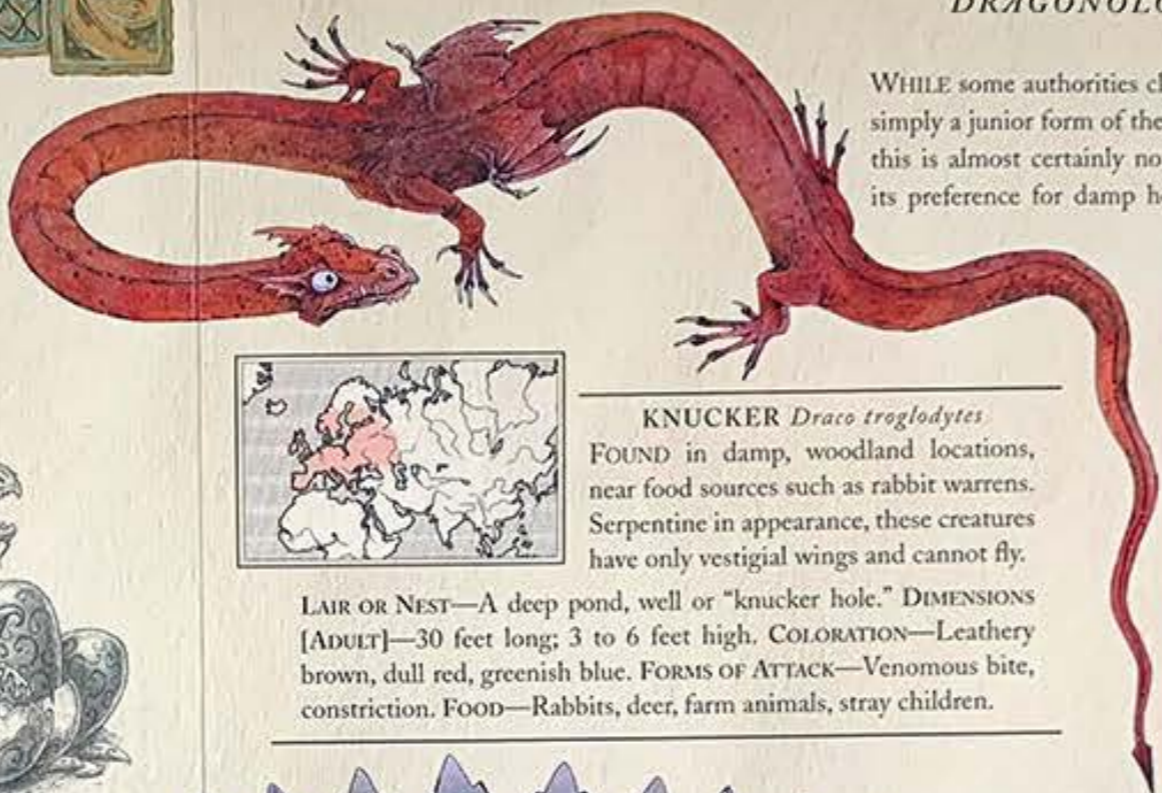 WHILE some authorities
simply a junior form of the
this is almost certainly
its preference for damp
KNUCKER Draco troglodytes
FOUND in damp, woodland locations,
near food sources such as rabbit warrens.
Serpentine in appearance, these creatures
have only vestigial wings and cannot fly.
LAIR OR NEST—A deep pond, well or "knucker hole." DIMENSIONS
[ADULT]—30 feet long; 3 to 6 feet high. COLORATION—Leathery
brown, dull red, greenish blue. FORMS OF ATTACK—Venomous bite,
constriction. FOOD—Rabbits, deer, farm animals, stray children.